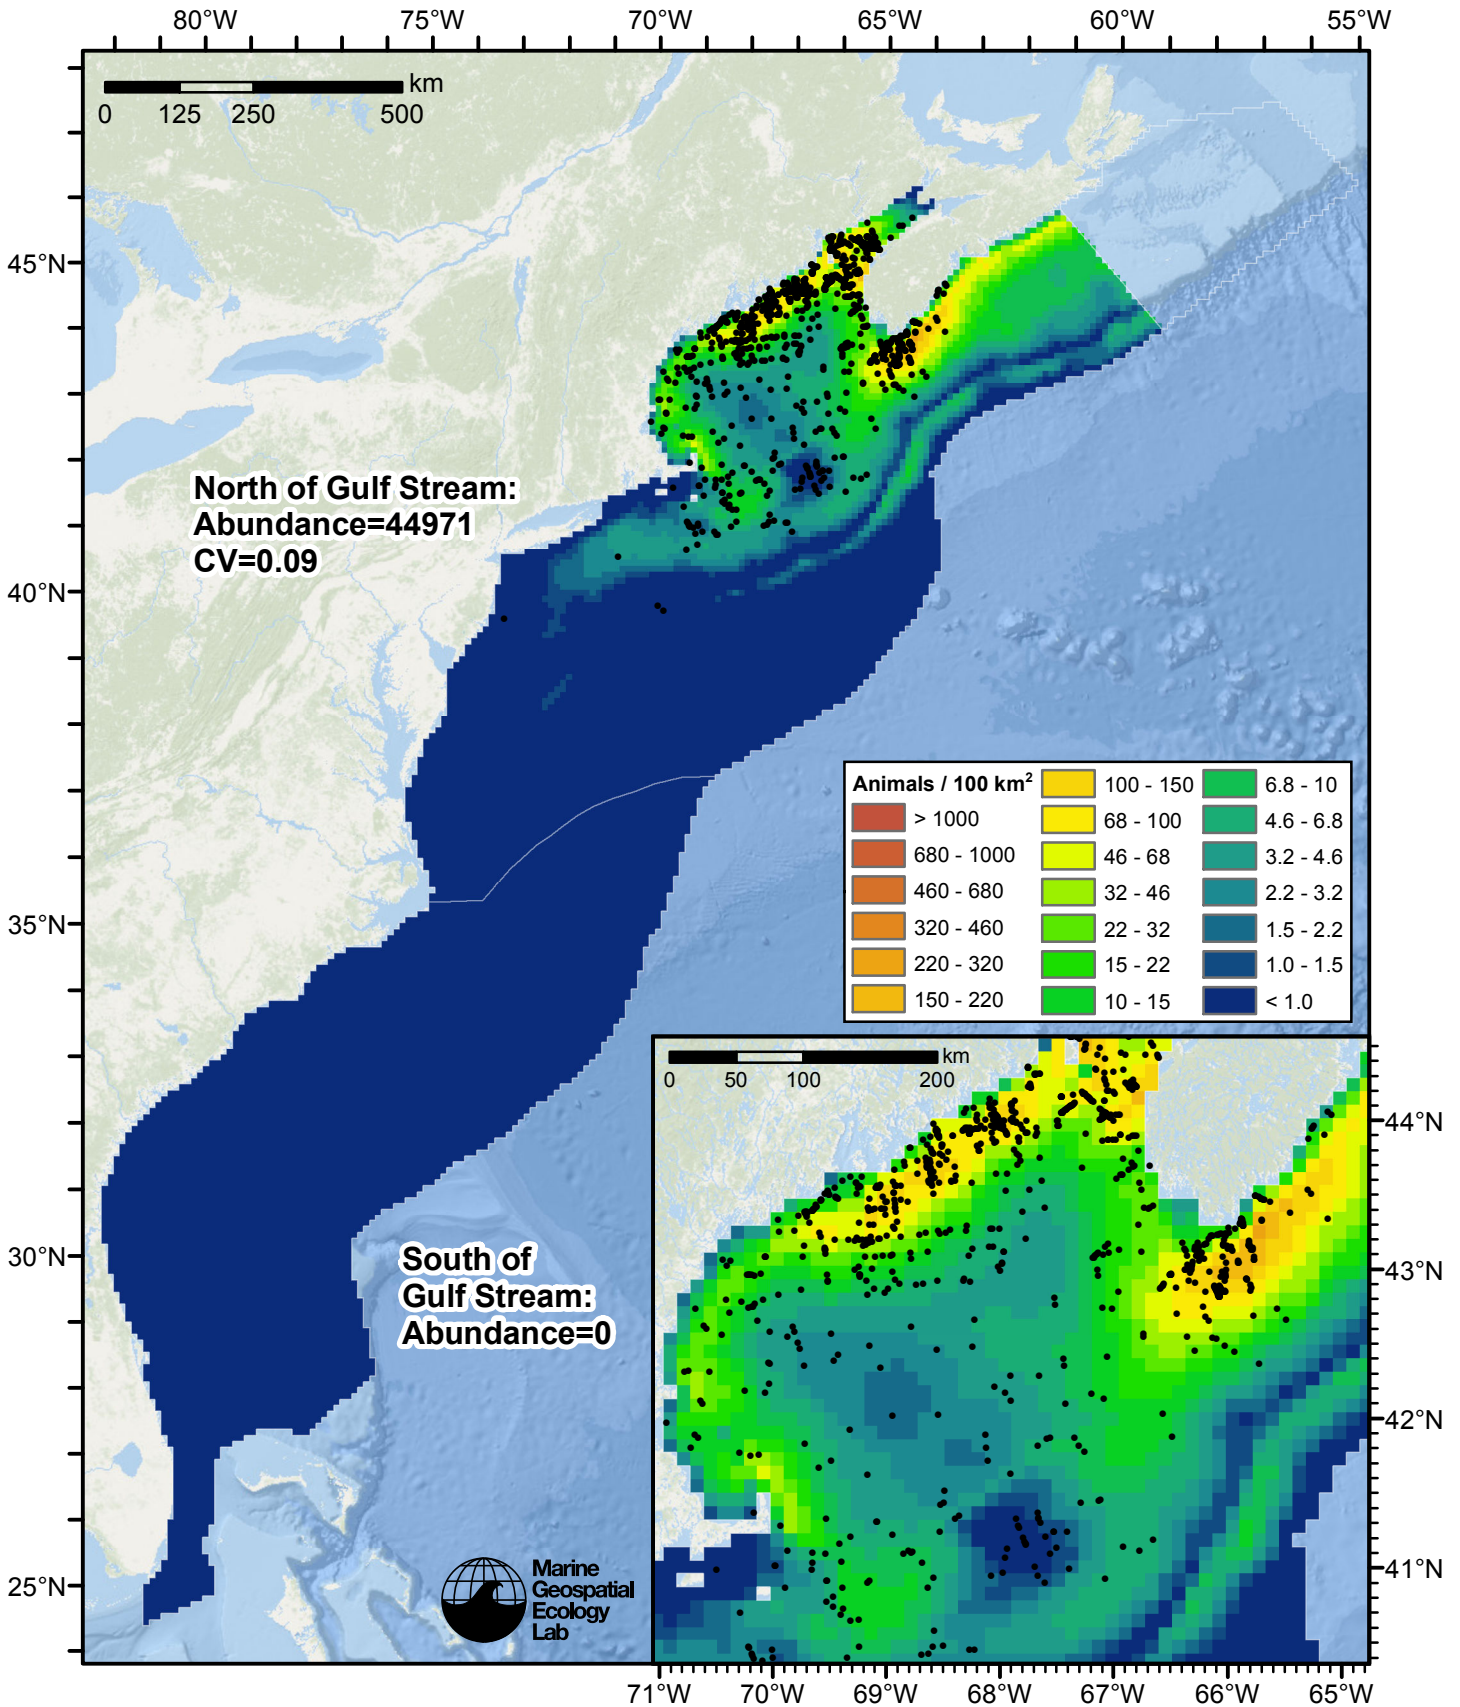 80°W 75°W 70°W 65°W 60°W 55°W
km
0 125 250 500
45°N
40°N
35°N
30°N
25°N
North of Gulf Stream:
Abundance=44971
CV=0.09
South of
Gulf Stream:
Abundance=0
Animals / 100 km²
> 1000
680 - 1000
460 - 680
320 - 460
220 - 320
150 - 220
100 - 150
68 - 100
46 - 68
32 - 46
22 - 32
15 - 22
10 - 15
6.8 - 10
4.6 - 6.8
3.2 - 4.6
2.2 - 3.2
1.5 - 2.2
1.0 - 1.5
< 1.0
km
0 50 100 200
44°N
43°N
42°N
41°N
71°W 70°W 69°W 68°W 67°W 66°W 65°W
Marine
Geospatial
Ecology
Lab